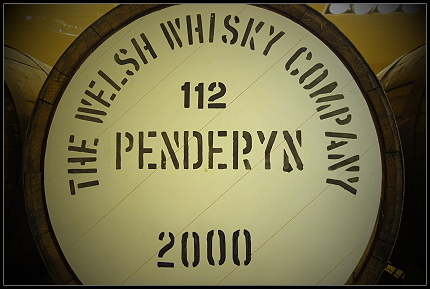 THE WELSH WHISKY COMPANY
112
PENDERYN
2000